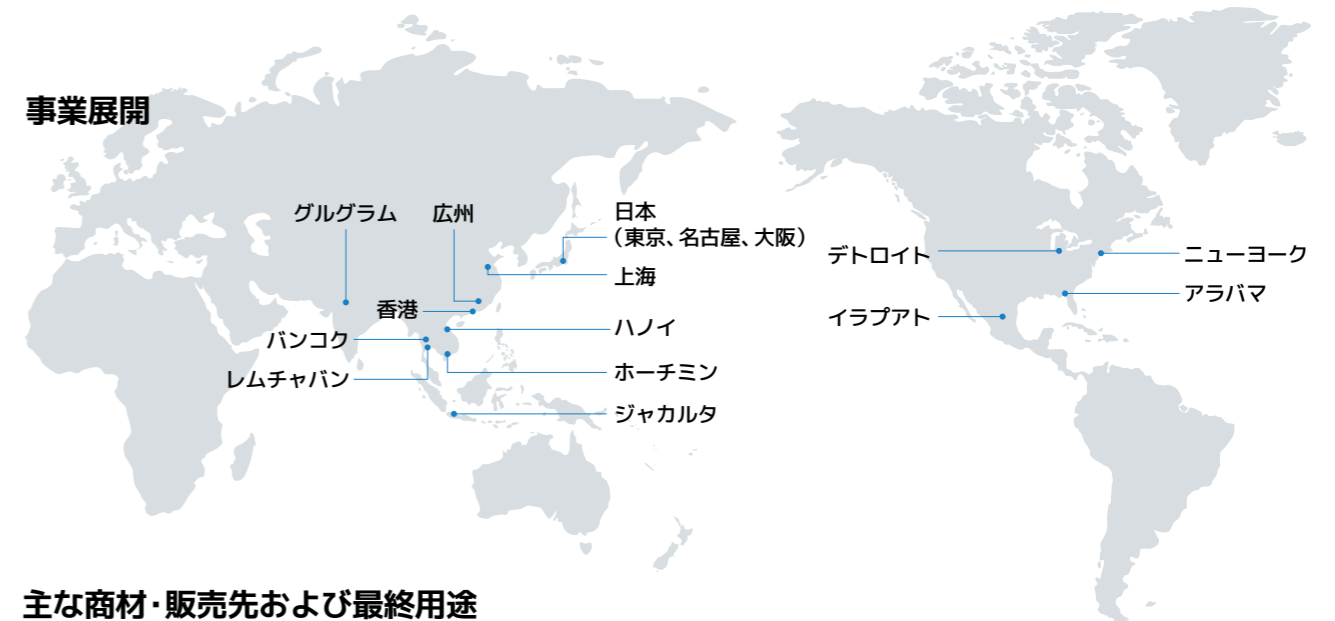 事業展開
グルグラム
広州
日本
（東京、名古屋、大阪）
上海
香港
バンコク
レムチャバン
ハノイ
ホーチミン
ジャカルタ
デトロイト
イラプアト
ニューヨーク
アラバマ
主な商材・販売先および最終用途